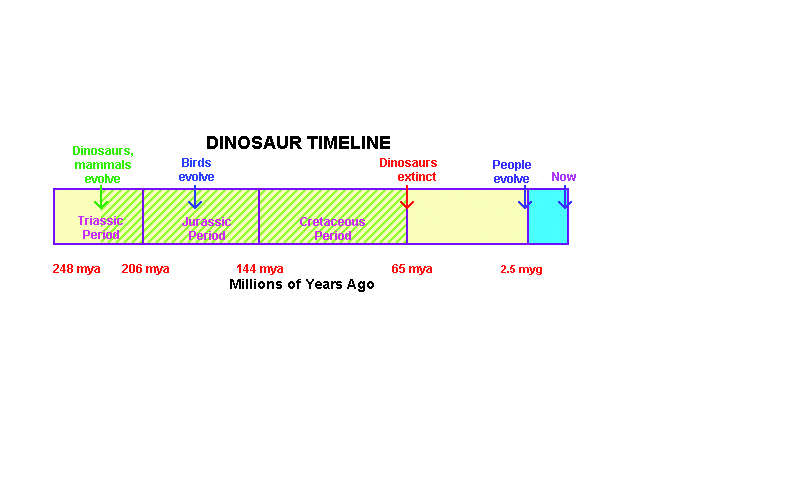 DINOSAUR TIMELINE
Dinosaurs,
mammals
evolve
Birds
evolve
Dinosaurs
extinct
People
evolve
Now
Triassic
Period
Jurassic
Period
Cretaceous
Period
248 mya
206 mya
144 mya
65 mya
2.5 myg
Millions of Years Ago